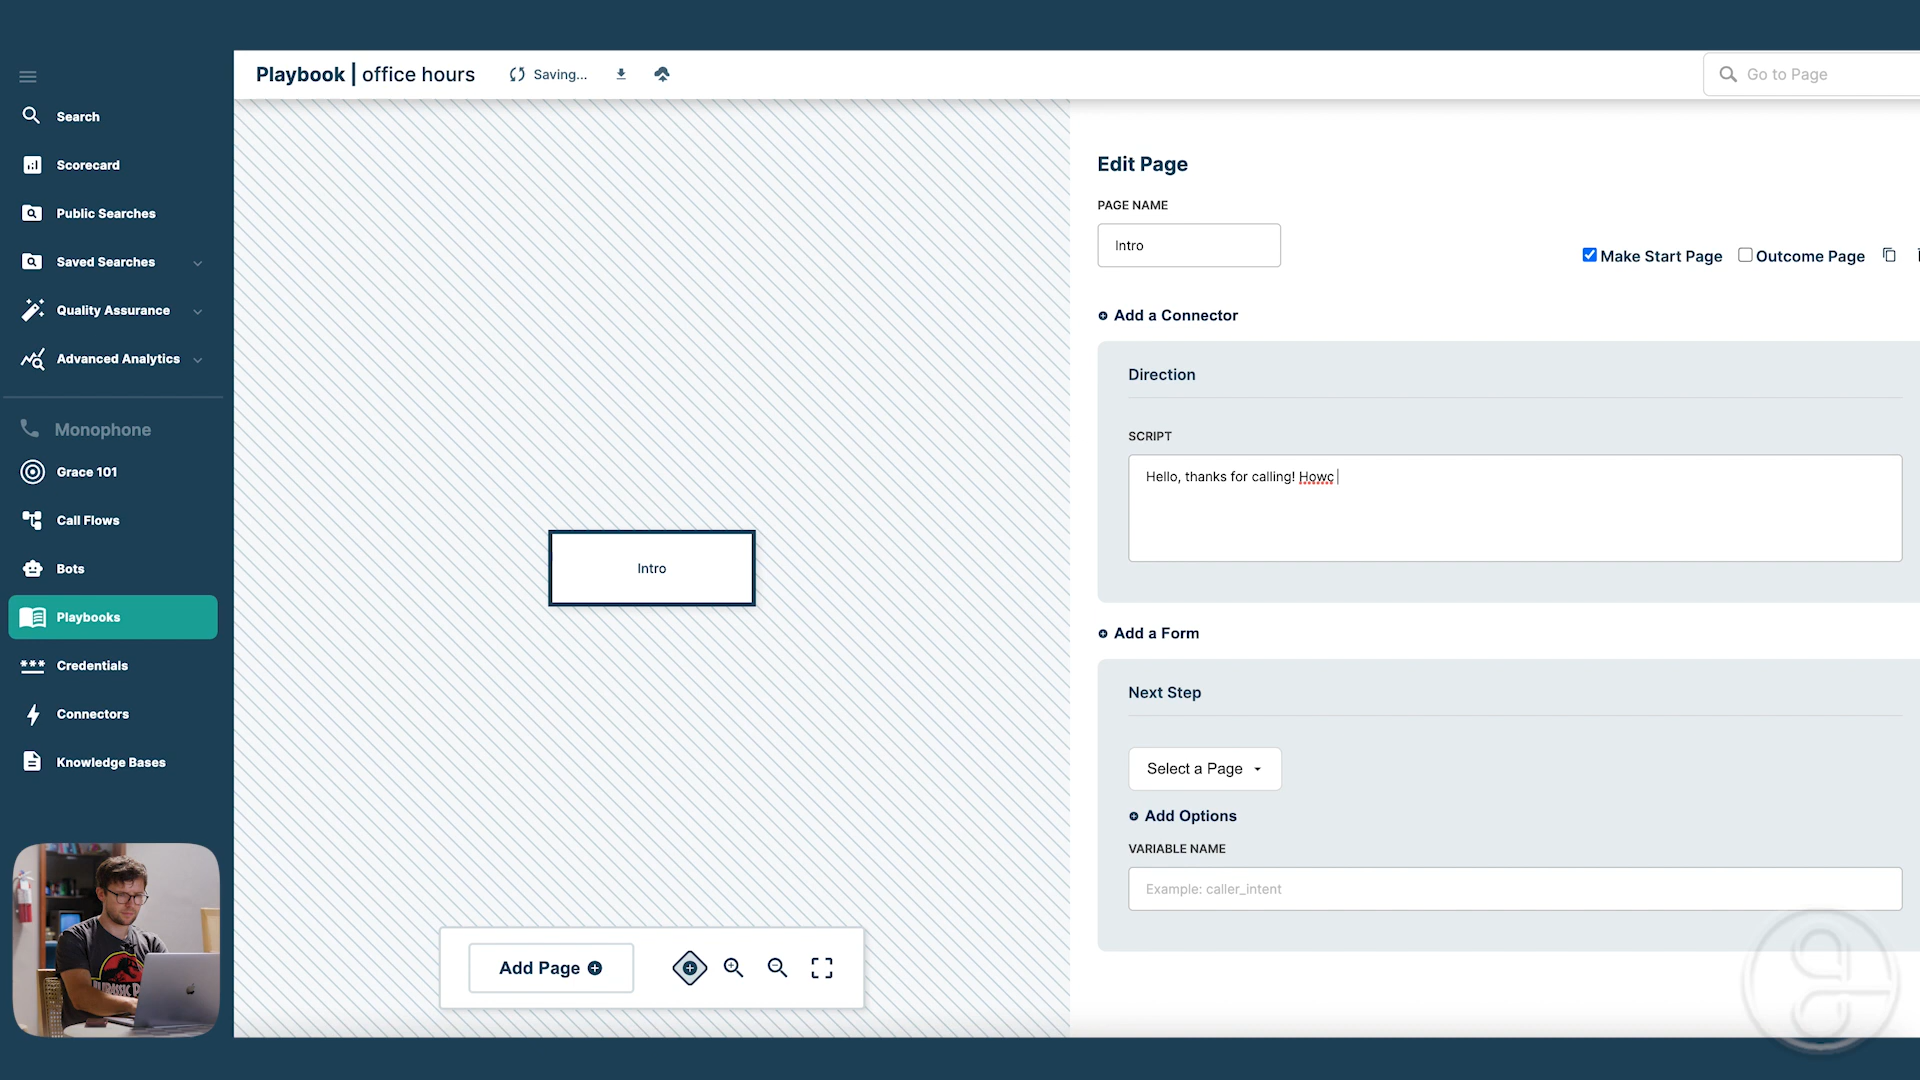 Playbook | office hours
Saving...
Go to Page
Search
Scorecard
Public Searches
Saved Searches
Quality Assurance
Advanced Analytics
Monophone
Grace 101
Call Flows
Bots
Playbooks
Credentials
Connectors
Knowledge Bases
Intro
Add Page
Edit Page
PAGE NAME
Intro
Make Start Page
Outcome Page
Add a Connector
Direction
SCRIPT
Hello, thanks for calling! Howc
Add a Form
Next Step
Select a Page
Add Options
VARIABLE NAME
Example: caller_intent